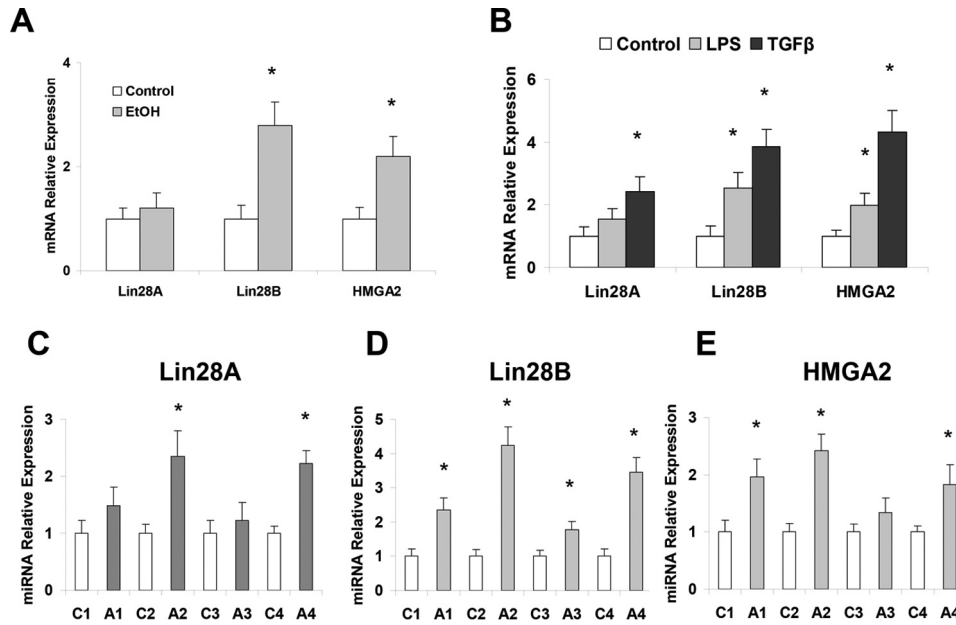 A
mRNA Relative Expression
4
2
0
Control
EtOH
*
*
Lin28A Lin28B HMGA2
B
Control LPS TGFβ
mRNA Relative Expression
6
4
2
0
*
*
*
*
*
Lin28A Lin28B HMGA2
C
Lin28A
miRNA Relative Expression
3
2
1
0
*
*
C1 A1 C2 A2 C3 A3 C4 A4
D
Lin28B
miRNA Relative Expression
5
4
3
2
1
0
*
*
*
*
C1 A1 C2 A2 C3 A3 C4 A4
E
HMGA2
miRNA Relative Expression
3
2
1
0
*
*
*
C1 A1 C2 A2 C3 A3 C4 A4